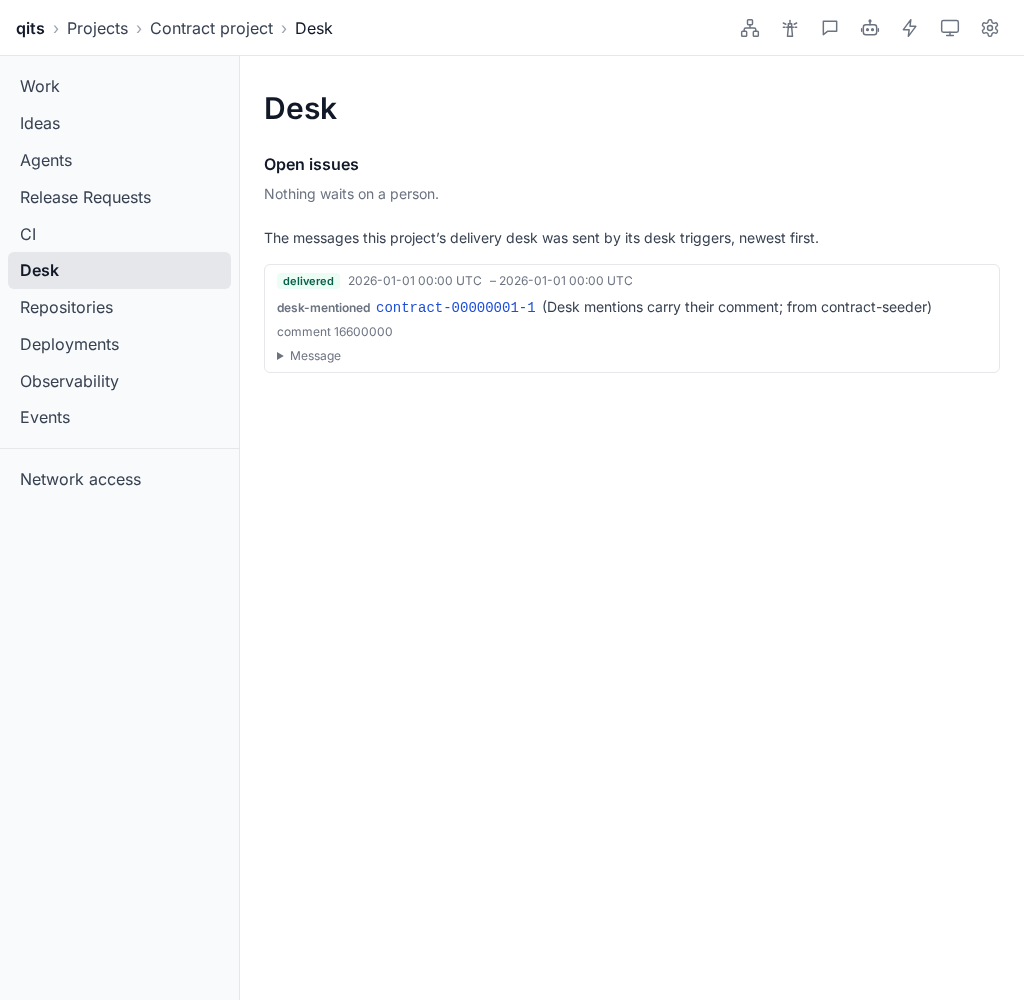 qits › Projects › Contract project › Desk
Work
Ideas
Agents
Release Requests
CI
Desk
Repositories
Deployments
Observability
Events
Network access
Desk
Open issues
Nothing waits on a person.
The messages this project’s delivery desk was sent by its desk triggers, newest first.
delivered 2026-01-01 00:00 UTC – 2026-01-01 00:00 UTC
desk-mentioned contract-00000001-1 (Desk mentions carry their comment; from contract-seeder)
comment 16600000
Message